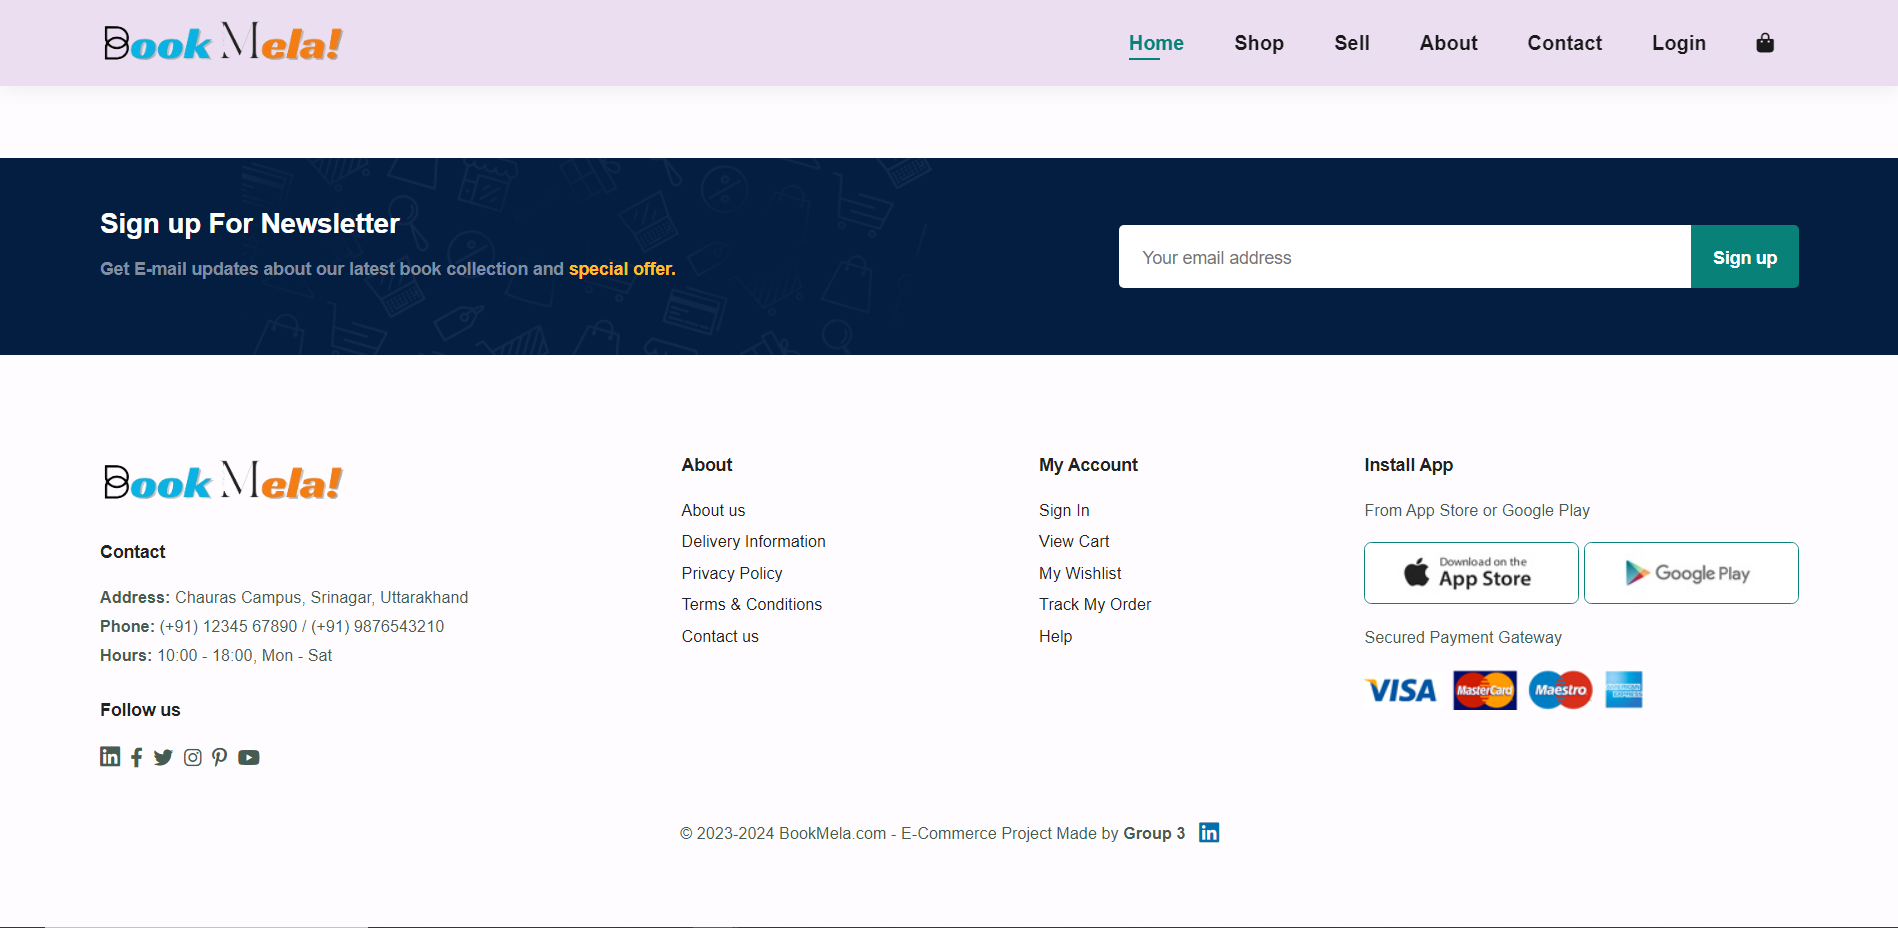 Book Mela!
Home Shop Sell About Contact Login
Sign up For Newsletter
Get E-mail updates about our latest book collection and special offer.
Your email address
Sign up
Book Mela!
Contact
Address: Chauras Campus, Srinagar, Uttarakhand
Phone: (+91) 12345 67890 / (+91) 9876543210
Hours: 10:00 - 18:00, Mon - Sat
Follow us
About
About us
Delivery Information
Privacy Policy
Terms & Conditions
Contact us
My Account
Sign In
View Cart
My Wishlist
Track My Order
Help
Install App
From App Store or Google Play
Download on the
App Store
Google Play
Secured Payment Gateway
VISA MasterCard Maestro AMERICAN EXPRESS
© 2023-2024 BookMela.com - E-Commerce Project Made by Group 3